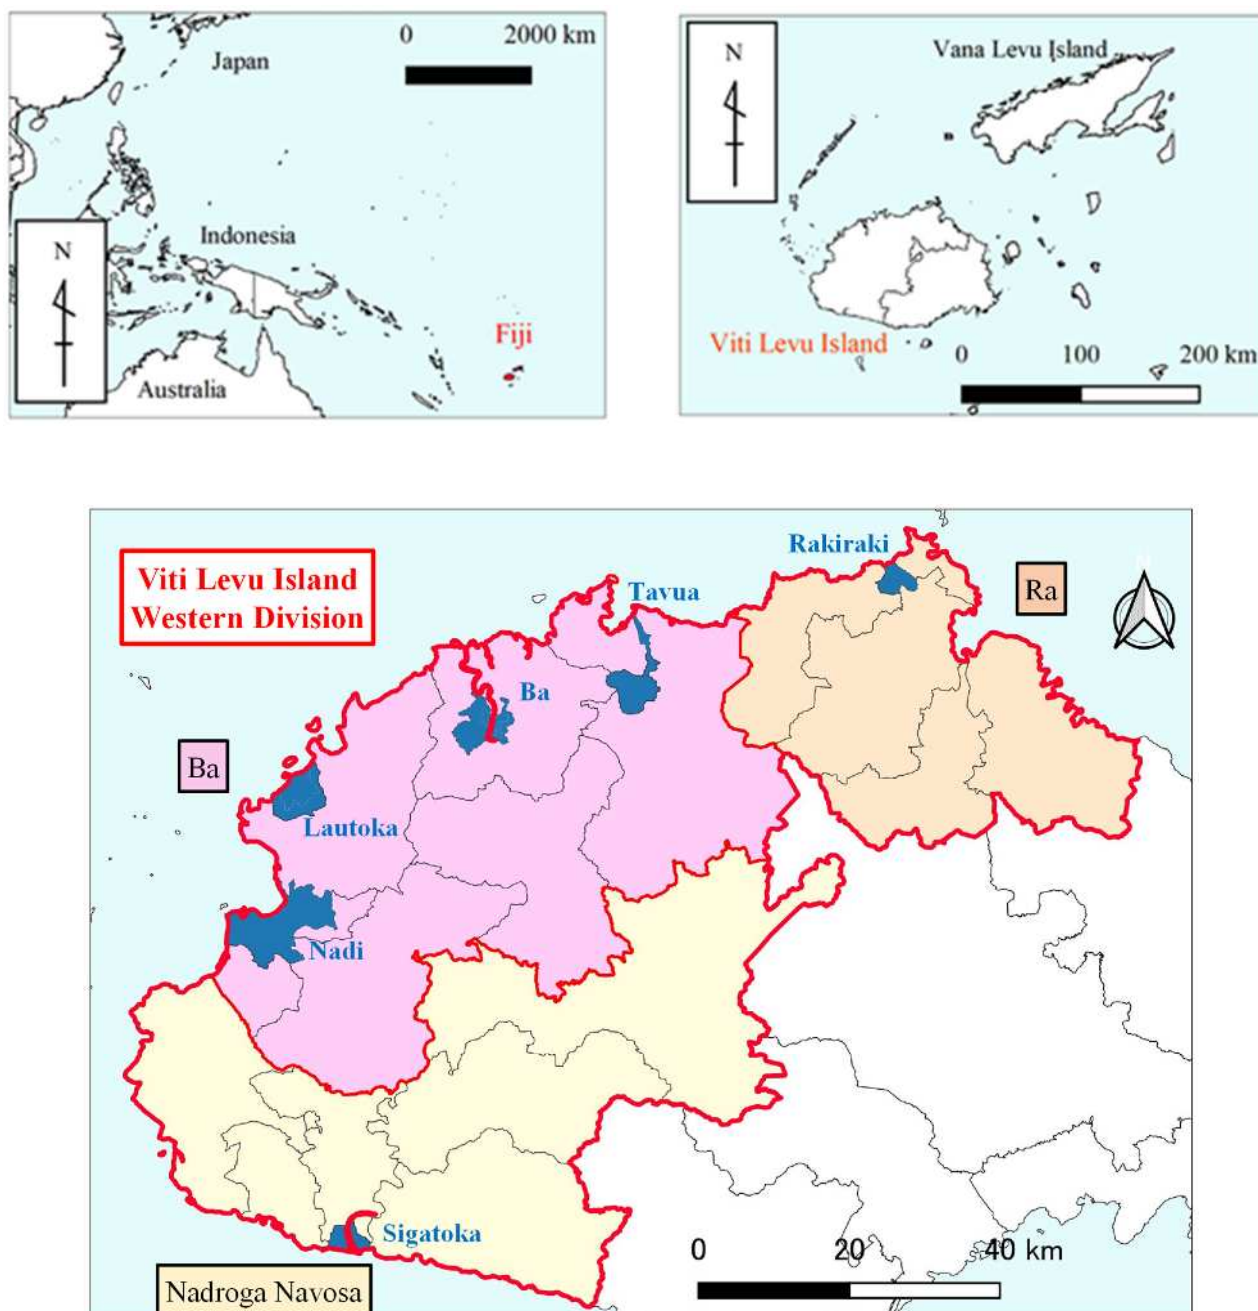 0 2000 km
Japan
N
Indonesia
Fiji
Australia
N
Vana Levu Island
Viti Levu Island
0 100 200 km
Viti Levu Island
Western Division
Rakiraki
Tavua
Ra
Ba
Ba
Lautoka
Nadi
Sigatoka
0 20 40 km
Nadroga Navosa